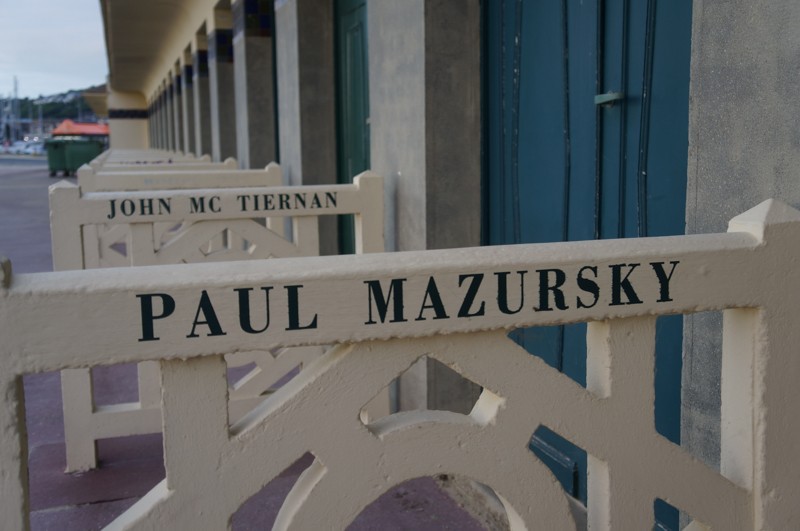 JOHN MC TIERNAN
PAUL MAZURSKY